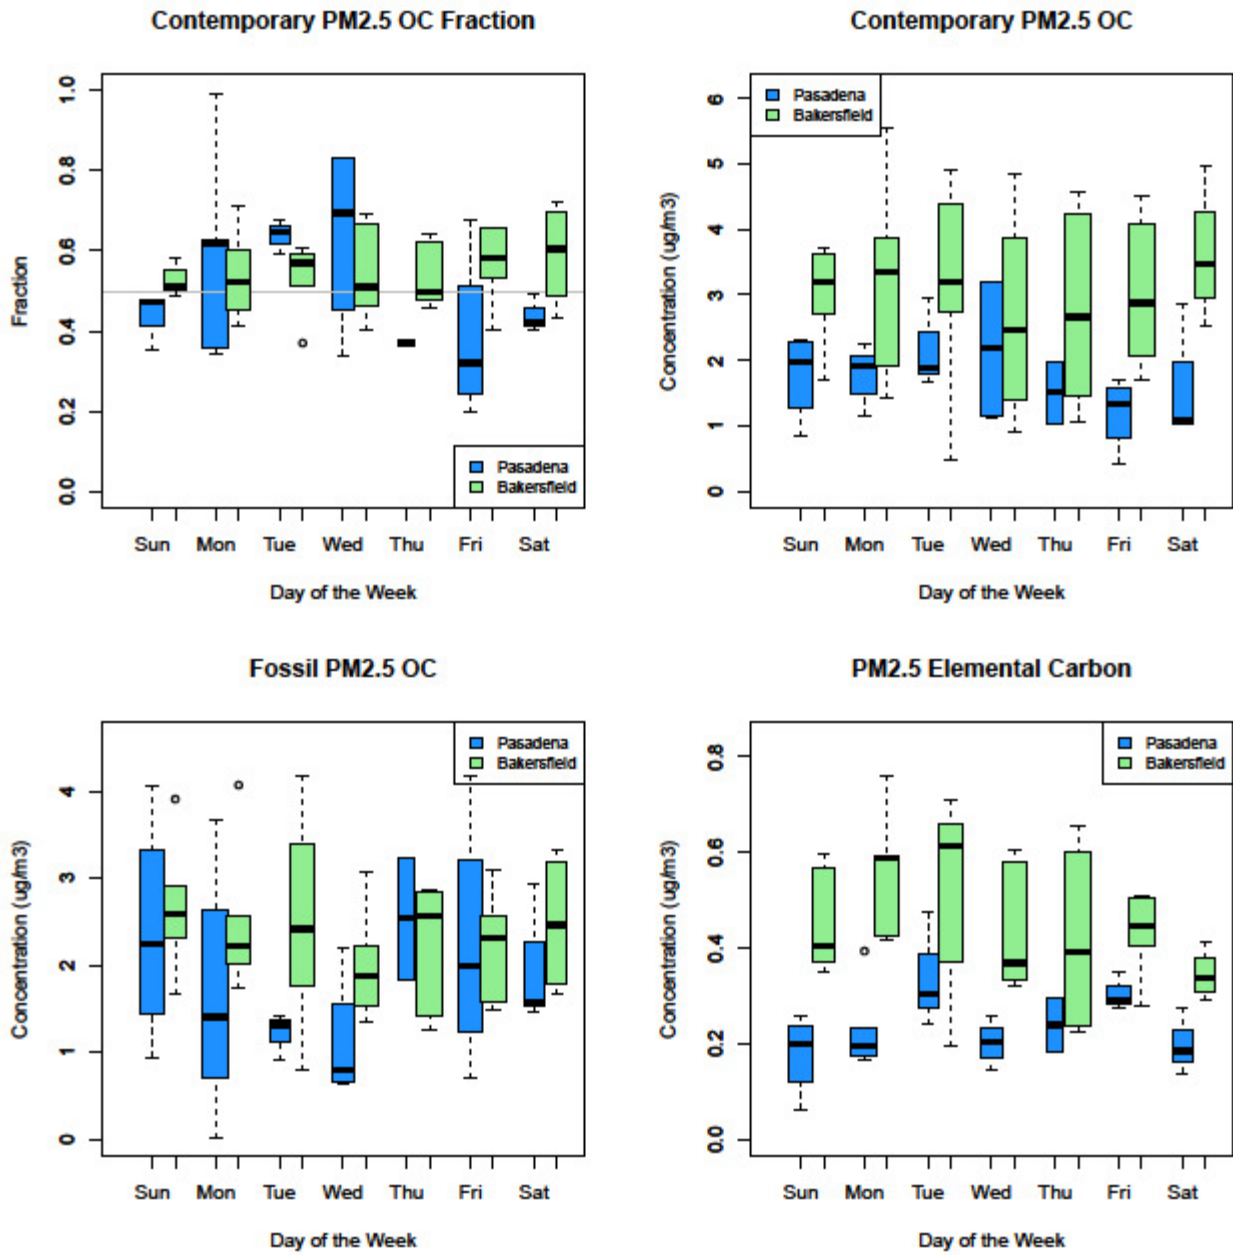 Contemporary PM2.5 OC Fraction
Fraction
1.0
0.8
0.6
0.4
0.2
0.0
Pasadena
Bakersfield
Sun Mon Tue Wed Thu Fri Sat
Day of the Week
Contemporary PM2.5 OC
Concentration (ug/m3)
6
5
4
3
2
1
0
Pasadena
Bakersfield
Sun Mon Tue Wed Thu Fri Sat
Day of the Week
Fossil PM2.5 OC
Concentration (ug/m3)
4
3
2
1
0
Pasadena
Bakersfield
Sun Mon Tue Wed Thu Fri Sat
Day of the Week
PM2.5 Elemental Carbon
Concentration (ug/m3)
0.8
0.6
0.4
0.2
0.0
Pasadena
Bakersfield
Sun Mon Tue Wed Thu Fri Sat
Day of the Week